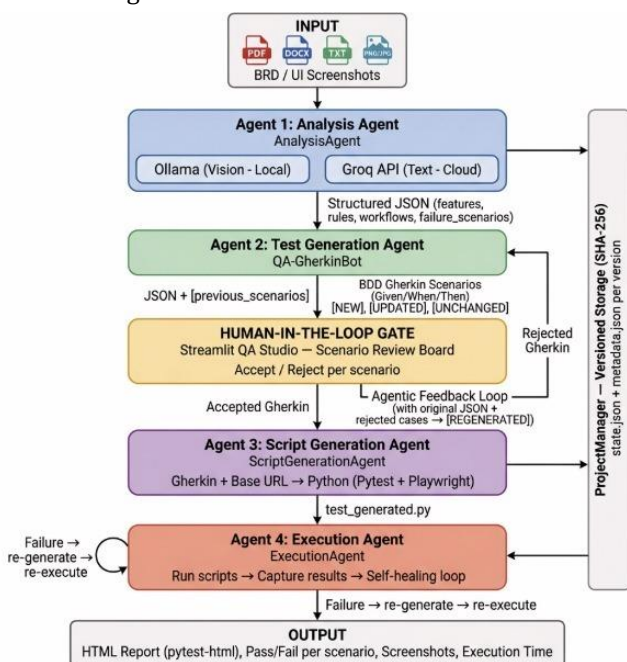 INPUT
PDF DOCX TXT PNG/JPG
BRD / UI Screenshots
Agent 1: Analysis Agent
AnalysisAgent
Ollama (Vision - Local)
Groq API (Text - Cloud)
Structured JSON (features,
rules, workflows, failure_scenarios)
Agent 2: Test Generation Agent
QA-GherkinBot
JSON + [previous_scenarios]
BDD Gherkin Scenarios
(Given/When/Then)
[NEW], [UPDATED], [UNCHANGED]
Rejected
Gherkin
HUMAN-IN-THE-LOOP GATE
Streamlit QA Studio — Scenario Review Board
Accept / Reject per scenario
Agentic Feedback Loop
(with original JSON +
rejected cases → [REGENERATED])
Accepted Gherkin
Agent 3: Script Generation Agent
ScriptGenerationAgent
Gherkin + Base URL → Python (Pytest + Playwright)
test_generated.py
Agent 4: Execution Agent
ExecutionAgent
Run scripts → Capture results → Self-healing loop
Failure →
re-generate →
re-execute
Failure → re-generate → re-execute
OUTPUT
HTML Report (pytest-html), Pass/Fail per scenario, Screenshots, Execution Time
ProjectManager — Versioned Storage (SHA-256)
state.json + metadata.json per version